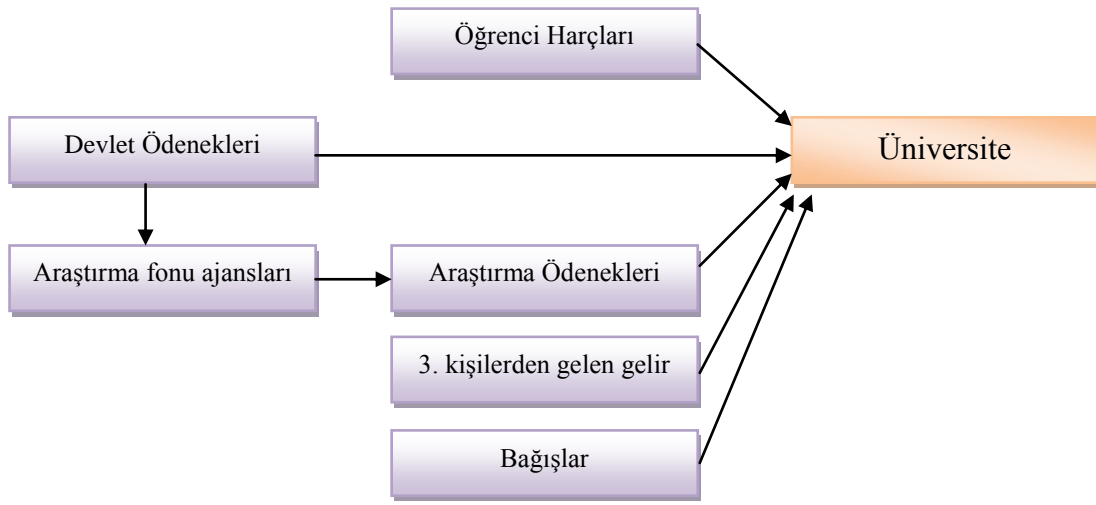 Öğrenci Harçları
Devlet Ödenekleri
Üniversite
Araştırma fonu ajansları
Araştırma Ödenekleri
3. kişilerden gelen gelir
Bağışlar